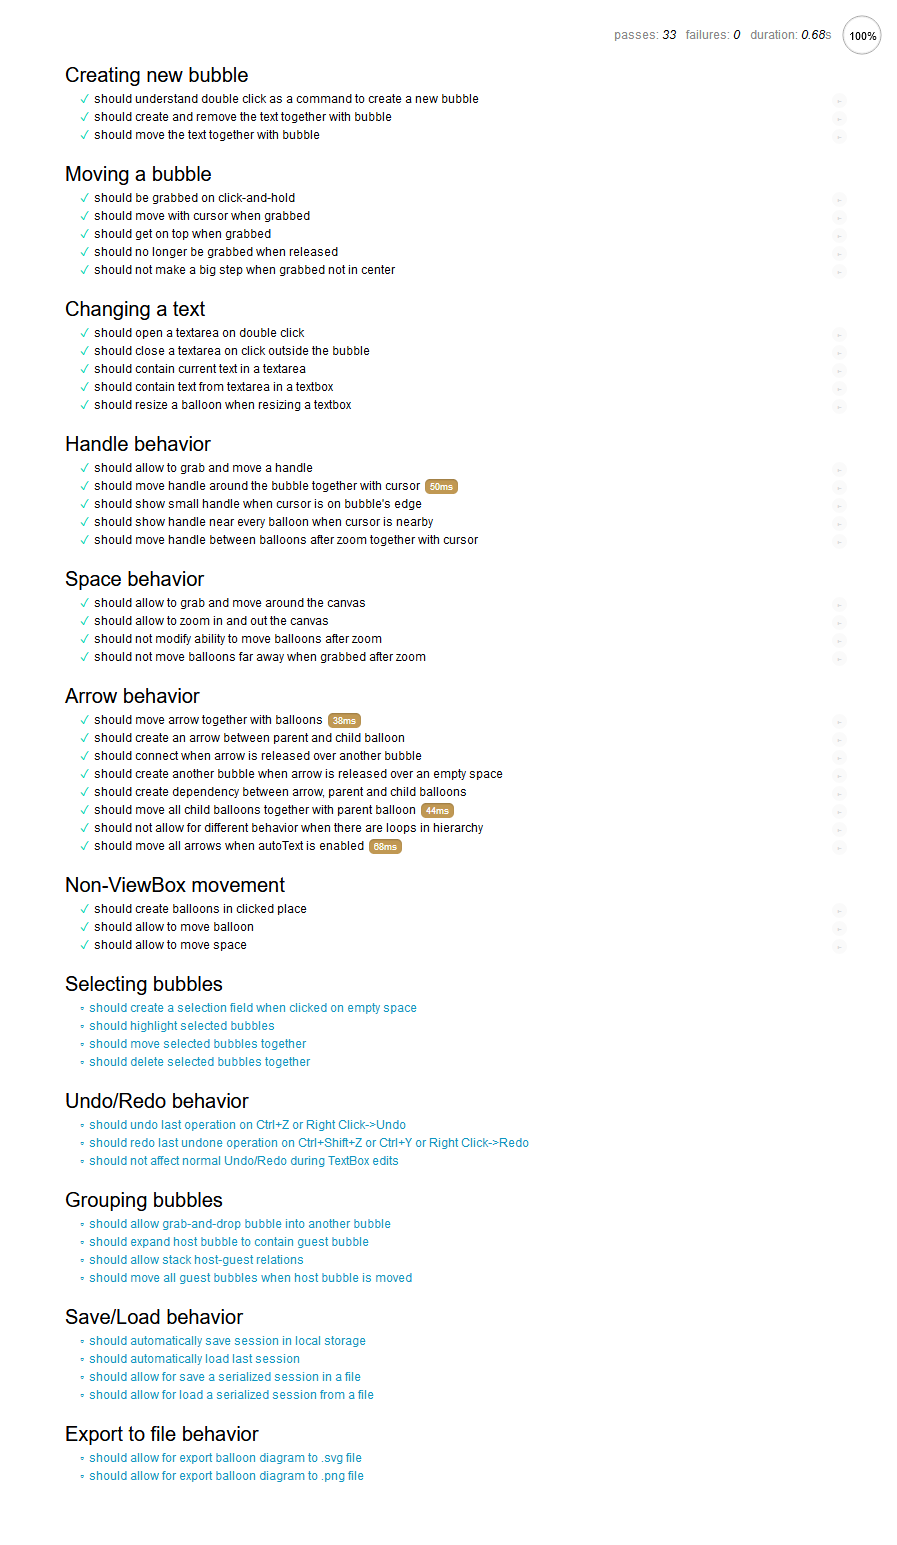 passes: 33 failures: 0 duration: 0.68s 100%
Creating new bubble
✓ should understand double click as a command to create a new bubble
✓ should create and remove the text together with bubble
✓ should move the text together with bubble
Moving a bubble
✓ should be grabbed on click-and-hold
✓ should move with cursor when grabbed
✓ should get on top when grabbed
✓ should no longer be grabbed when released
✓ should not make a big step when grabbed not in center
Changing a text
✓ should open a textarea on double click
✓ should close a textarea on click outside the bubble
✓ should contain current text in a textarea
✓ should contain text from textarea in a textbox
✓ should resize a balloon when resizing a textbox
Handle behavior
✓ should allow to grab and move a handle
✓ should move handle around the bubble together with cursor 50ms
✓ should show small handle when cursor is on bubble's edge
✓ should show handle near every balloon when cursor is nearby
✓ should move handle between balloons after zoom together with cursor
Space behavior
✓ should allow to grab and move around the canvas
✓ should allow to zoom in and out the canvas
✓ should not modify ability to move balloons after zoom
✓ should not move balloons far away when grabbed after zoom
Arrow behavior
✓ should move arrow together with balloons 38ms
✓ should create an arrow between parent and child balloon
✓ should connect when arrow is released over another bubble
✓ should create another bubble when arrow is released over an empty space
✓ should create dependency between arrow, parent and child balloons
✓ should move all child balloons together with parent balloon 44ms
✓ should not allow for different behavior when there are loops in hierarchy
✓ should move all arrows when autoText is enabled 68ms
Non-ViewBox movement
✓ should create balloons in clicked place
✓ should allow to move balloon
✓ should allow to move space
Selecting bubbles
◦ should create a selection field when clicked on empty space
◦ should highlight selected bubbles
◦ should move selected bubbles together
◦ should delete selected bubbles together
Undo/Redo behavior
◦ should undo last operation on Ctrl+Z or Right Click->Undo
◦ should redo last undone operation on Ctrl+Shift+Z or Ctrl+Y or Right Click->Redo
◦ should not affect normal Undo/Redo during TextBox edits
Grouping bubbles
◦ should allow grab-and-drop bubble into another bubble
◦ should expand host bubble to contain guest bubble
◦ should allow stack host-guest relations
◦ should move all guest bubbles when host bubble is moved
Save/Load behavior
◦ should automatically save session in local storage
◦ should automatically load last session
◦ should allow for save a serialized session in a file
◦ should allow for load a serialized session from a file
Export to file behavior
◦ should allow for export balloon diagram to .svg file
◦ should allow for export balloon diagram to .png file